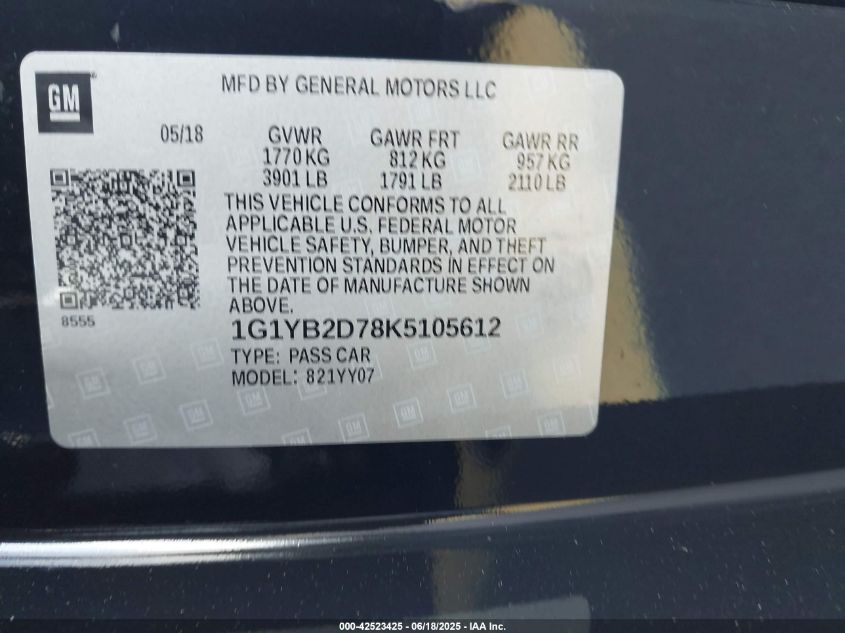 GM
MFD BY GENERAL MOTORS LLC
05/18 GVWR GAWR FRT GAWR RR
1770 KG 812 KG 957 KG
3901 LB 1791 LB 2110 LB
THIS VEHICLE CONFORMS TO ALL
APPLICABLE U.S. FEDERAL MOTOR
VEHICLE SAFETY, BUMPER, AND THEFT
PREVENTION STANDARDS IN EFFECT ON
THE DATE OF MANUFACTURE SHOWN
ABOVE.
8555
1G1YB2D78K5105612
TYPE: PASS CAR
MODEL: 821YY07
000-42523425 - 06/18/2025 - IAA Inc.